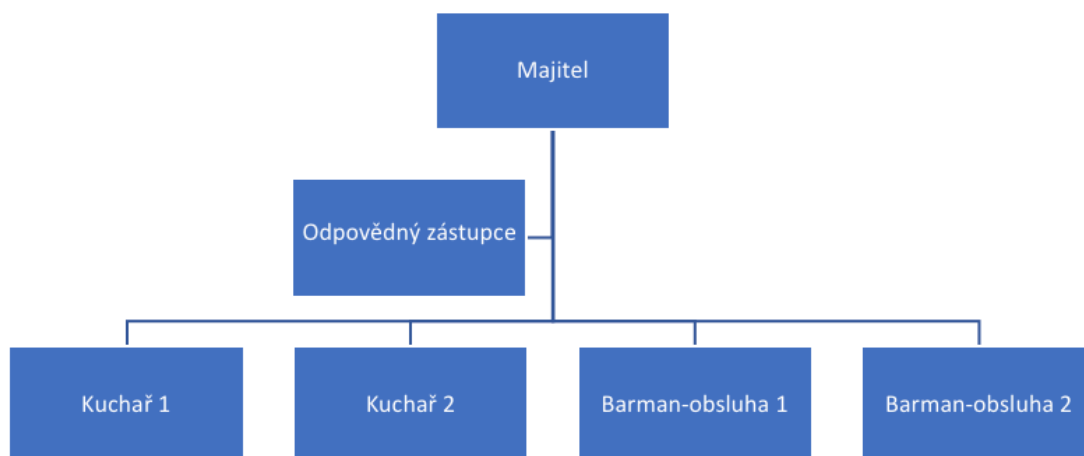 Majitel
Odpovědný zástupce
Kuchař 1
Kuchař 2
Barman-obsluha 1
Barman-obsluha 2